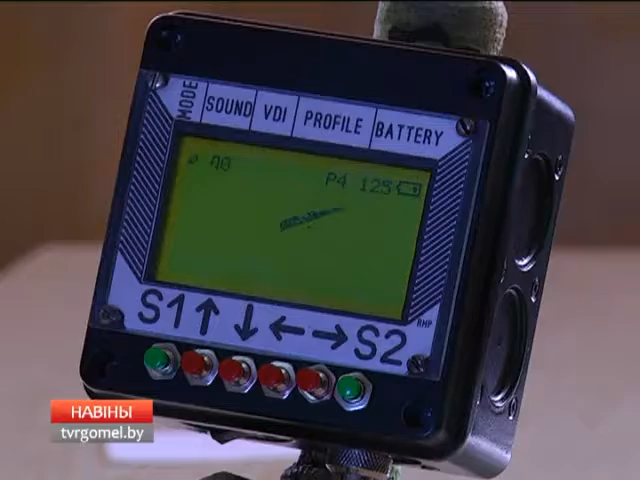 MODE SOUND VDI PROFILE BATTERY
P4 125
S1 ↑ ↓ ← → S2
НАВІНЫ
tvrgomel.by